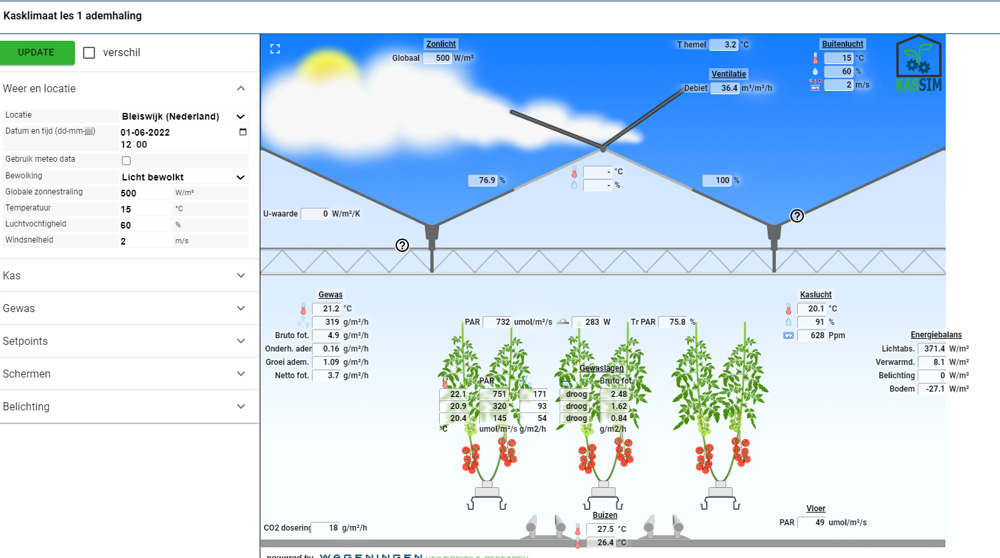 Kasklimaat les 1 ademhaling
UPDATE
verschil
Weer en locatie
Locatie Bleiswijk (Nederland)
Datum en tijd (dd-mm-jjjj) 01-06-2022
12:00
Gebruik meteo data
Bewolking Licht bewolkt
Globale zonnestraling 500 W/m²
Temperatuur 15 °C
Luchtvochtigheid 60 %
Windsnelheid 2 m/s
Kas
Gewas
Setpoints
Schermen
Belichting
Zonlicht
Globaal 500 W/m²
T hemel 3.2 °C
Ventilatie
Debiet 36.4 m³/m²/h
Buitenlucht
15 °C
60 %
2 m/s
KASSIM
76.9 %
- °C
- %
100 %
U-waarde 0 W/m²/K
?
?
Gewas
21.2 °C
319 g/m²/h
Bruto fot. 4.9 g/m²/h
Onderh. adem 0.16 g/m²/h
Groei adem. 1.09 g/m²/h
Netto fot. 3.7 g/m²/h
PAR 732 umol/m²/s 283 W Tr PAR 75.8 %
Kaslucht
20.1 °C
91 %
628 Ppm
Energiebalans
Lichtabs. 371.4 W/m²
Verwarmd. 8.1 W/m²
Belichting 0 W/m²
Bodem -27.1 W/m²
Gewaslagen
PAR Bruto fot.
22.1 751 171 droog 2.48
20.9 320 93 droog 1.62
20.4 145 54 droog 0.84
°C umol/m²/s g/m2/h g/m2/h
CO2 dosering 18 g/m²/h
Buizen
27.5 °C
26.4 °C
Vloer
PAR 49 umol/m²/s
powered by WAGENINGEN UNIVERSITY & RESEARCH